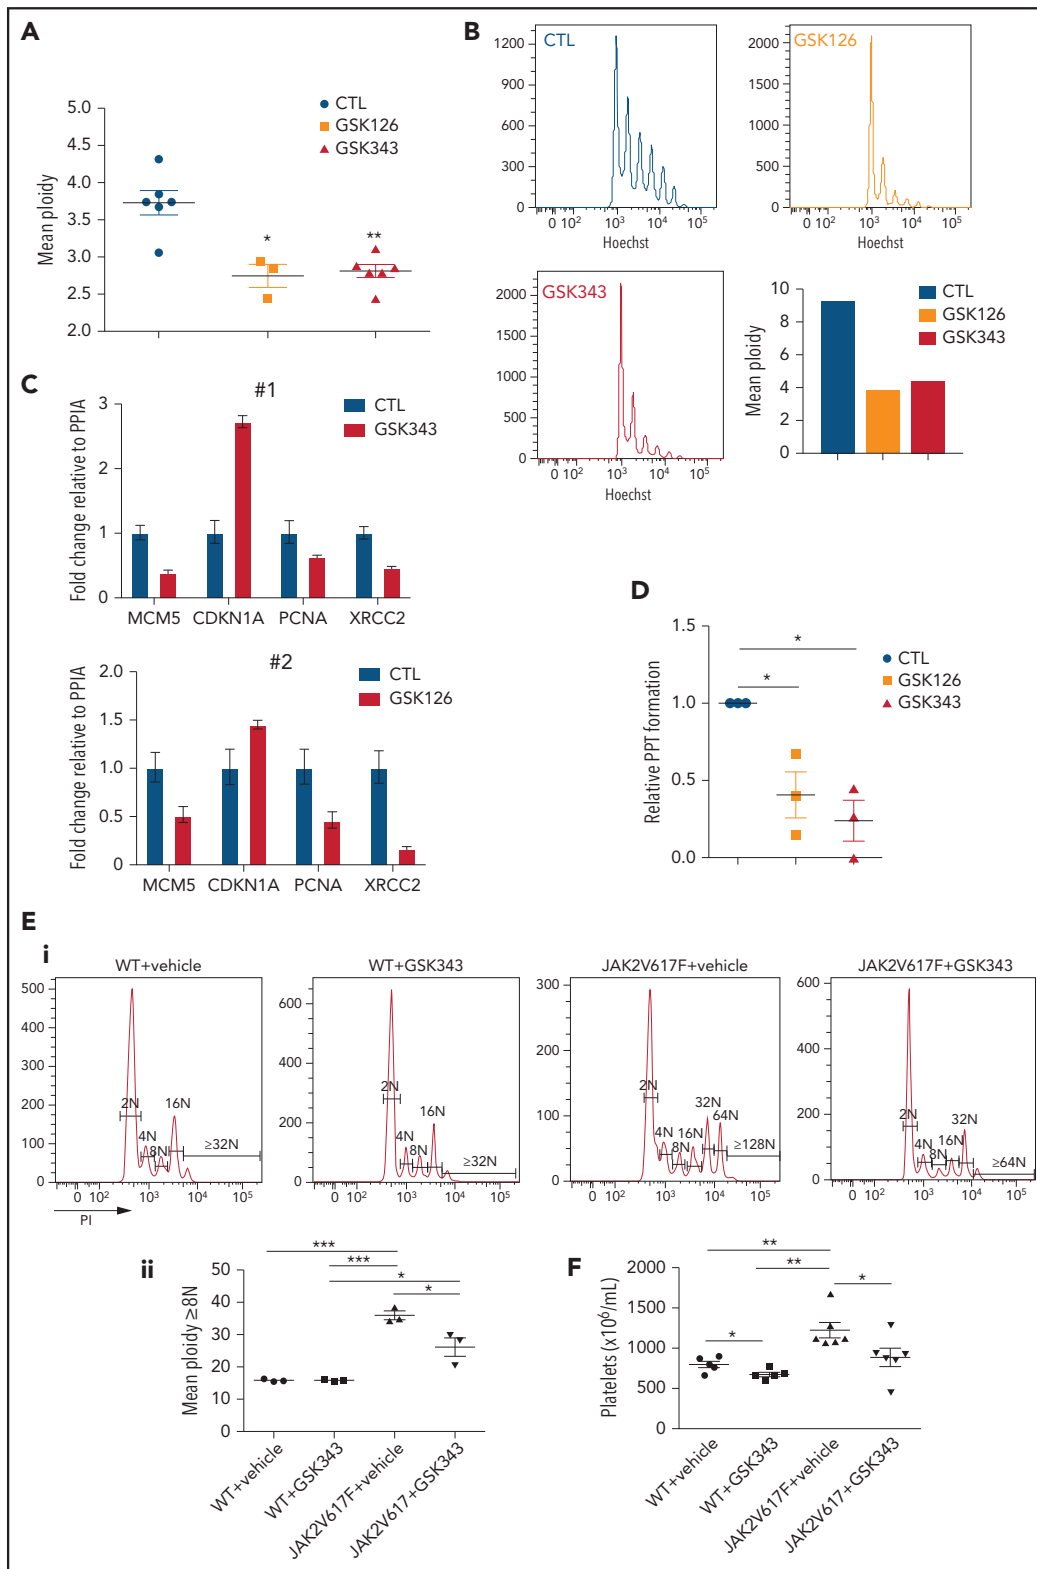 A
Mean ploidy
5.0
4.5
4.0
3.5
3.0
2.5
2.0
CTL
GSK126
GSK343
*
**
B
CTL
1200
900
600
300
0
0 10² 10³ 10⁴ 10⁵
Hoechst
GSK126
2000
1500
1000
500
0
0 10² 10³ 10⁴ 10⁵
Hoechst
GSK343
2000
1500
1000
500
0
0 10² 10³ 10⁴ 10⁵
Hoechst
Mean ploidy
10
8
6
4
2
0
CTL
GSK126
GSK343
C
#1
Fold change relative to PPIA
3
2
1
0
CTL
GSK343
MCM5 CDKN1A PCNA XRCC2
#2
Fold change relative to PPIA
2.0
1.5
1.0
0.5
0
CTL
GSK126
MCM5 CDKN1A PCNA XRCC2
D
Relative PPT formation
1.5
1.0
0.5
0.0
*
*
CTL
GSK126
GSK343
E
i
WT+vehicle
500
400
300
200
100
0
2N
4N
8N
16N
≥32N
0 10² 10³ 10⁴ 10⁵
PI
WT+GSK343
600
400
200
0
2N
4N
8N
16N
≥32N
0 10² 10³ 10⁴ 10⁵
JAK2V617F+vehicle
300
200
100
0
2N
4N
8N
16N
32N
64N
≥128N
0 10² 10³ 10⁴ 10⁵
JAK2V617F+GSK343
600
400
200
0
2N
4N
8N
16N
32N
≥64N
0 10² 10³ 10⁴ 10⁵
ii
Mean ploidy ≥8N
50
40
30
20
10
0
***
***
*
*
WT+vehicle
WT+GSK343
JAK2V617F+vehicle
JAK2V617+GSK343
F
Platelets (x10⁶/mL)
2000
1500
1000
500
0
**
**
*
*
WT+vehicle
WT+GSK343
JAK2V617F+vehicle
JAK2V617+GSK343